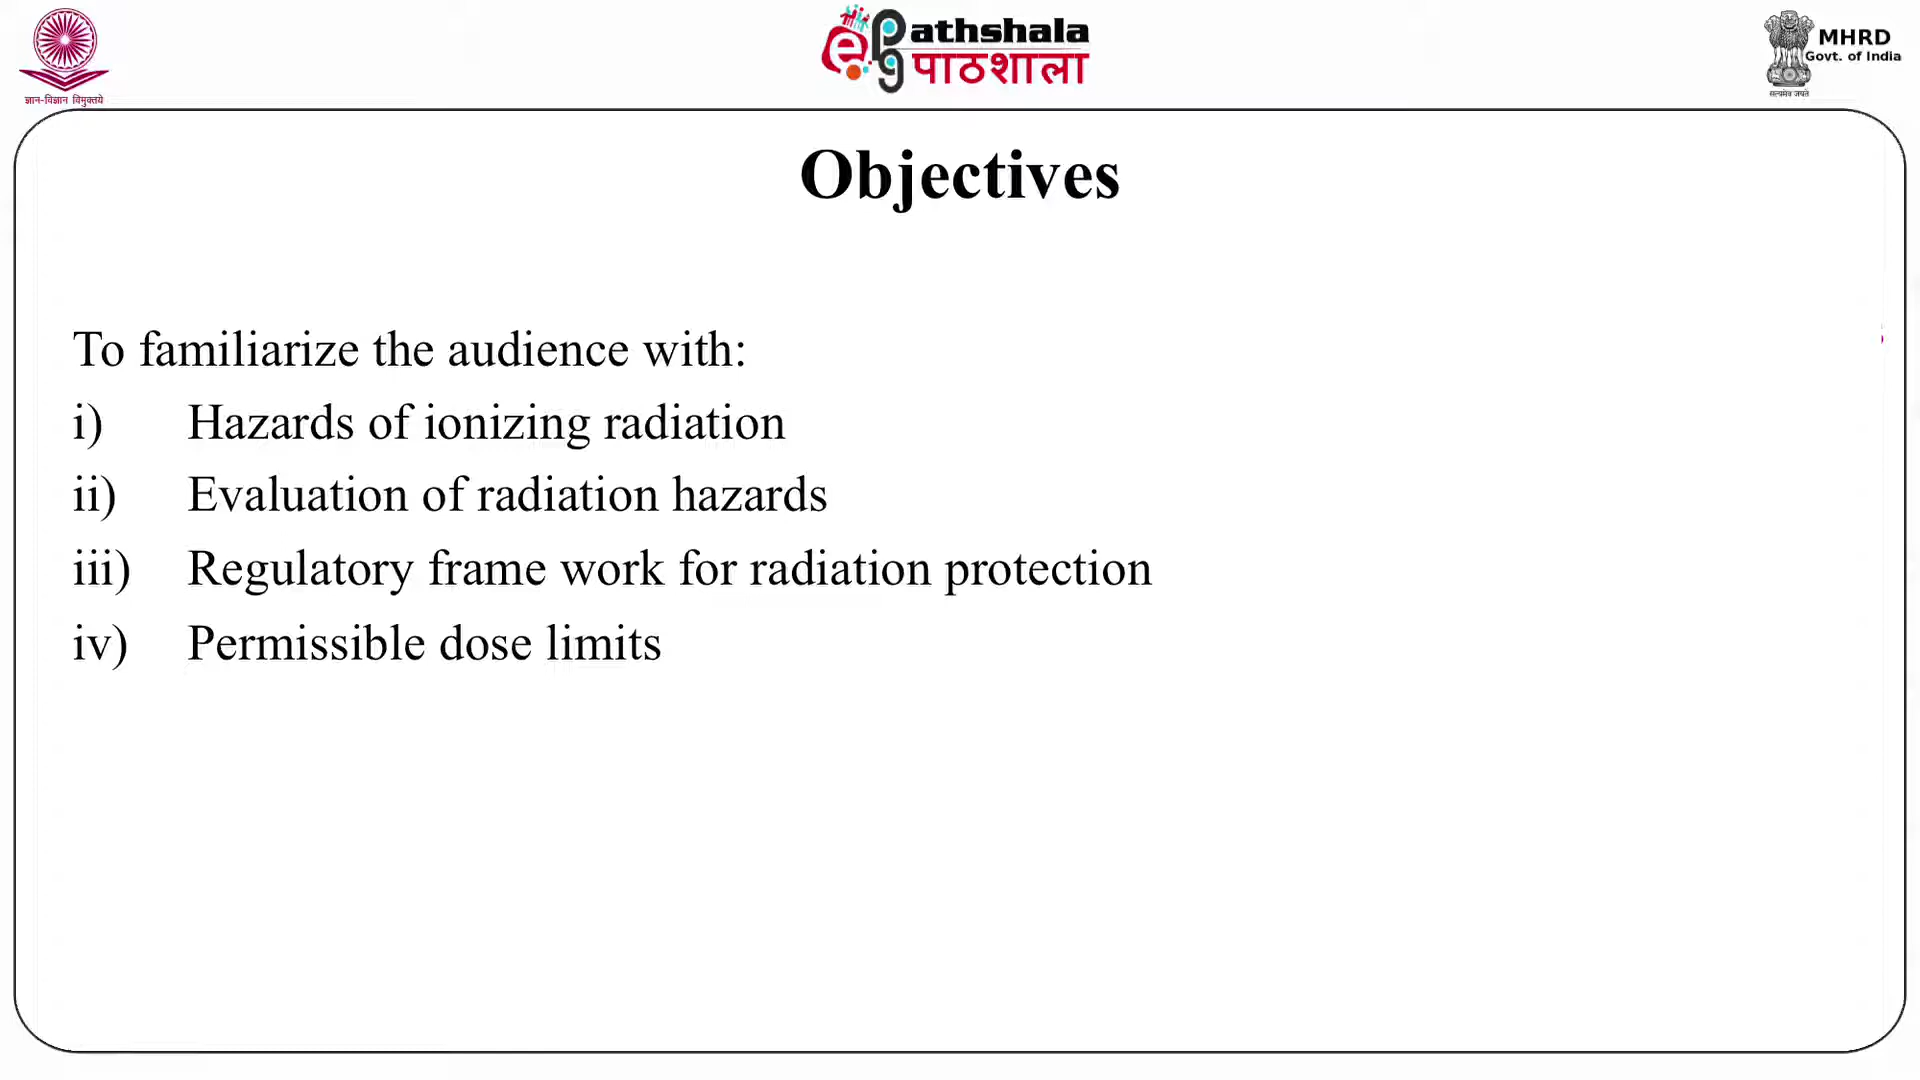 ज्ञान-विज्ञान विमुक्तये
athshala
पाठशाला
MHRD
Govt. of India
सत्यमेव जयते
Objectives
To familiarize the audience with:
i) Hazards of ionizing radiation
ii) Evaluation of radiation hazards
iii) Regulatory frame work for radiation protection
iv) Permissible dose limits